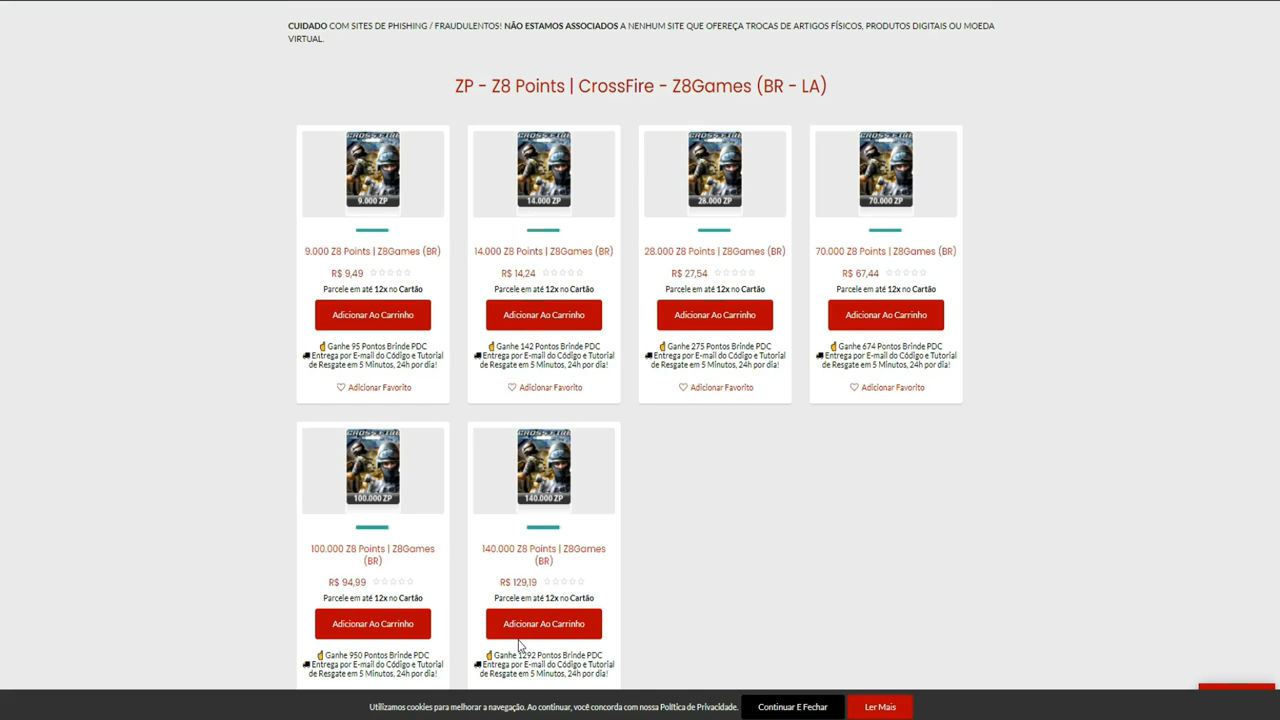 CUIDADO COM SITES DE PHISHING / FRAUDULENTOS! NÃO ESTAMOS ASSOCIADOS A NENHUM SITE QUE OFEREÇA TROCAS DE ARTIGOS FÍSICOS, PRODUTOS DIGITAIS OU MOEDA
VIRTUAL.
ZP - Z8 Points | CrossFire - Z8Games (BR - LA)
CROSSFIRE
9.000 ZP
9.000 Z8 Points | Z8Games (BR)
R$ 9,49
Parcele em até 12x no Cartão
Adicionar Ao Carrinho
Ganhe 95 Pontos Brinde PDC
Entrega por E-mail do Código e Tutorial
de Resgate em 5 Minutos, 24h por dia!
Adicionar Favorito
CROSSFIRE
14.000 ZP
14.000 Z8 Points | Z8Games (BR)
R$ 14,24
Parcele em até 12x no Cartão
Adicionar Ao Carrinho
Ganhe 142 Pontos Brinde PDC
Entrega por E-mail do Código e Tutorial
de Resgate em 5 Minutos, 24h por dia!
Adicionar Favorito
CROSSFIRE
28.000 ZP
28.000 Z8 Points | Z8Games (BR)
R$ 27,54
Parcele em até 12x no Cartão
Adicionar Ao Carrinho
Ganhe 275 Pontos Brinde PDC
Entrega por E-mail do Código e Tutorial
de Resgate em 5 Minutos, 24h por dia!
Adicionar Favorito
CROSSFIRE
70.000 ZP
70.000 Z8 Points | Z8Games (BR)
R$ 67,44
Parcele em até 12x no Cartão
Adicionar Ao Carrinho
Ganhe 674 Pontos Brinde PDC
Entrega por E-mail do Código e Tutorial
de Resgate em 5 Minutos, 24h por dia!
Adicionar Favorito
CROSSFIRE
100.000 ZP
100.000 Z8 Points | Z8Games
(BR)
R$ 94,99
Parcele em até 12x no Cartão
Adicionar Ao Carrinho
Ganhe 950 Pontos Brinde PDC
Entrega por E-mail do Código e Tutorial
de Resgate em 5 Minutos, 24h por dia!
CROSSFIRE
140.000 ZP
140.000 Z8 Points | Z8Games
(BR)
R$ 129,19
Parcele em até 12x no Cartão
Adicionar Ao Carrinho
Ganhe 1292 Pontos Brinde PDC
Entrega por E-mail do Código e Tutorial
de Resgate em 5 Minutos, 24h por dia!
Utilizamos cookies para melhorar a navegação. Ao continuar, você concorda com nossa Política de Privacidade.
Continuar E Fechar
Ler Mais